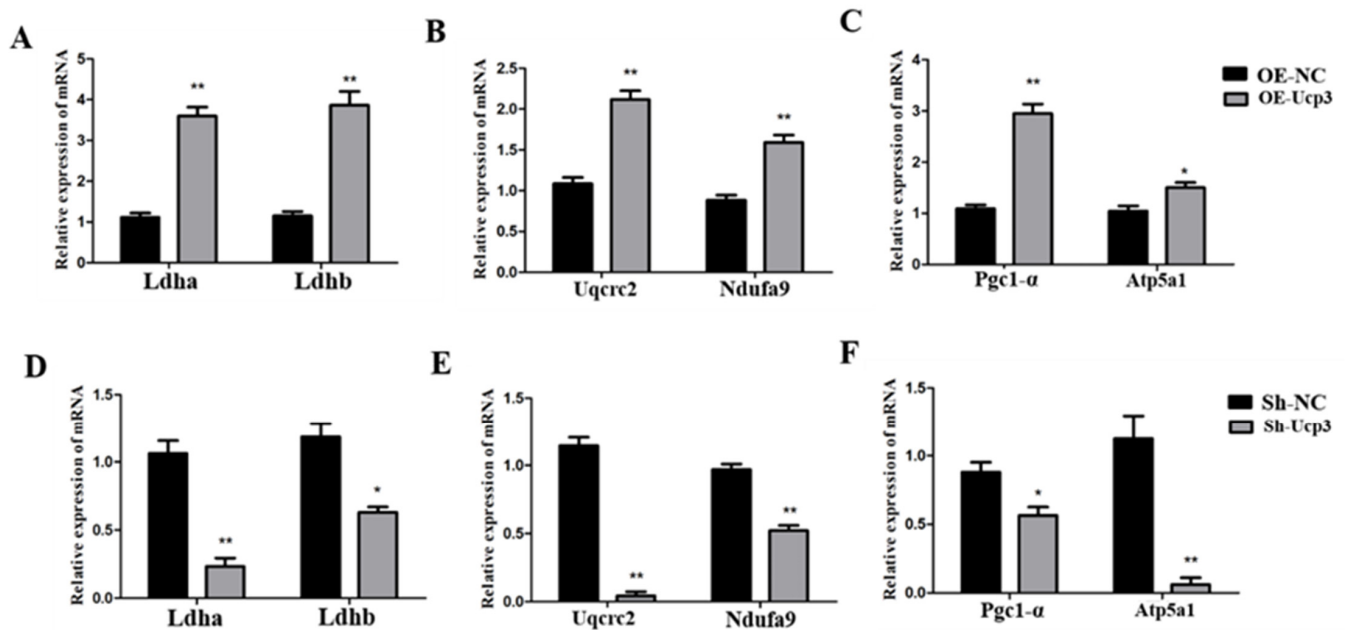 A
Relative expression of mRNA
5
4
3
2
1
0
**
**
Ldha
Ldhb
B
Relative expression of mRNA
2.5
2.0
1.5
1.0
0.5
0.0
**
**
Uqcrc2
Ndufa9
C
Relative expression of mRNA
4
3
2
1
0
**
*
Pgc1-α
Atp5a1
OE-NC
OE-Ucp3
D
Relative expression of mRNA
1.5
1.0
0.5
0.0
**
*
Ldha
Ldhb
E
Relative expression of mRNA
1.5
1.0
0.5
0.0
**
**
Uqcrc2
Ndufa9
F
Relative expression of mRNA
1.5
1.0
0.5
0.0
*
**
Pgc1-α
Atp5a1
Sh-NC
Sh-Ucp3